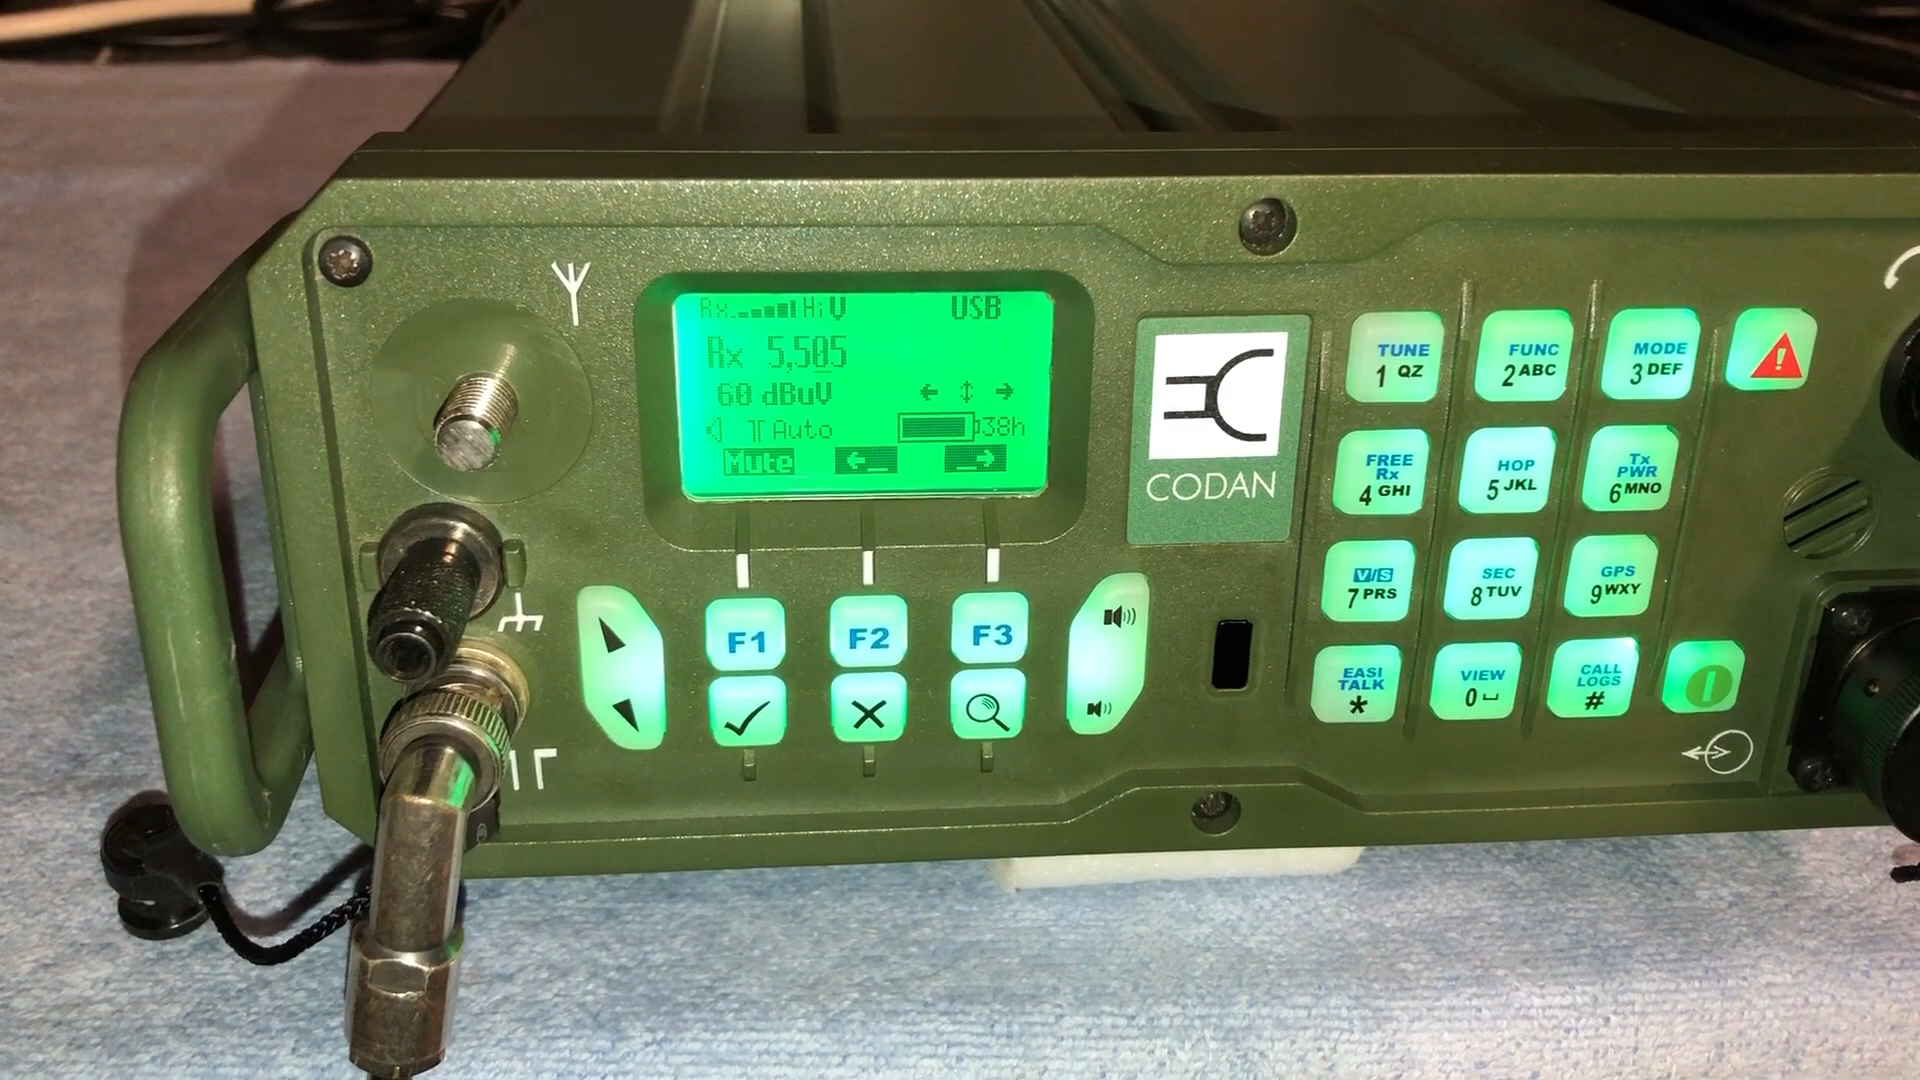 Rx HiV USB
Rx 5,505
60 dBuV ← ↕ →
Auto 38h
Mute ←_ _→
CODAN
F1 F2 F3
TUNE
1 QZ
FUNC
2 ABC
MODE
3 DEF
!
FREE
Rx
4 GHI
HOP
5 JKL
Tx
PWR
6 MNO
V/S
7 PRS
SEC
8 TUV
GPS
9 WXY
EASI
TALK
*
VIEW
0 ⌴
CALL
LOGS
#